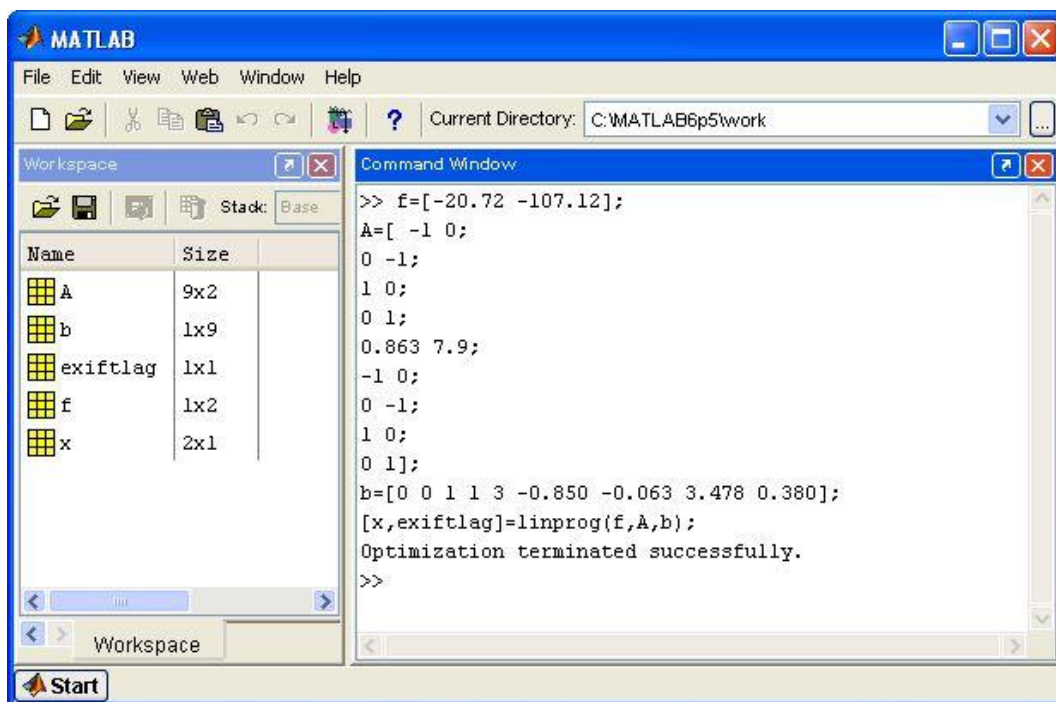 MATLAB
File Edit View Web Window Help
? Current Directory: C:\MATLAB6p5\work ...
Workspace
Stack: Base
Name Size
A 9x2
b 1x9
exiftlag 1x1
f 1x2
x 2x1
Workspace
Command Window
>> f=[-20.72 -107.12];
A=[ -1 0;
0 -1;
1 0;
0 1;
0.863 7.9;
-1 0;
0 -1;
1 0;
0 1];
b=[0 0 1 1 3 -0.850 -0.063 3.478 0.380];
[x,exiftlag]=linprog(f,A,b);
Optimization terminated successfully.
>>
Start